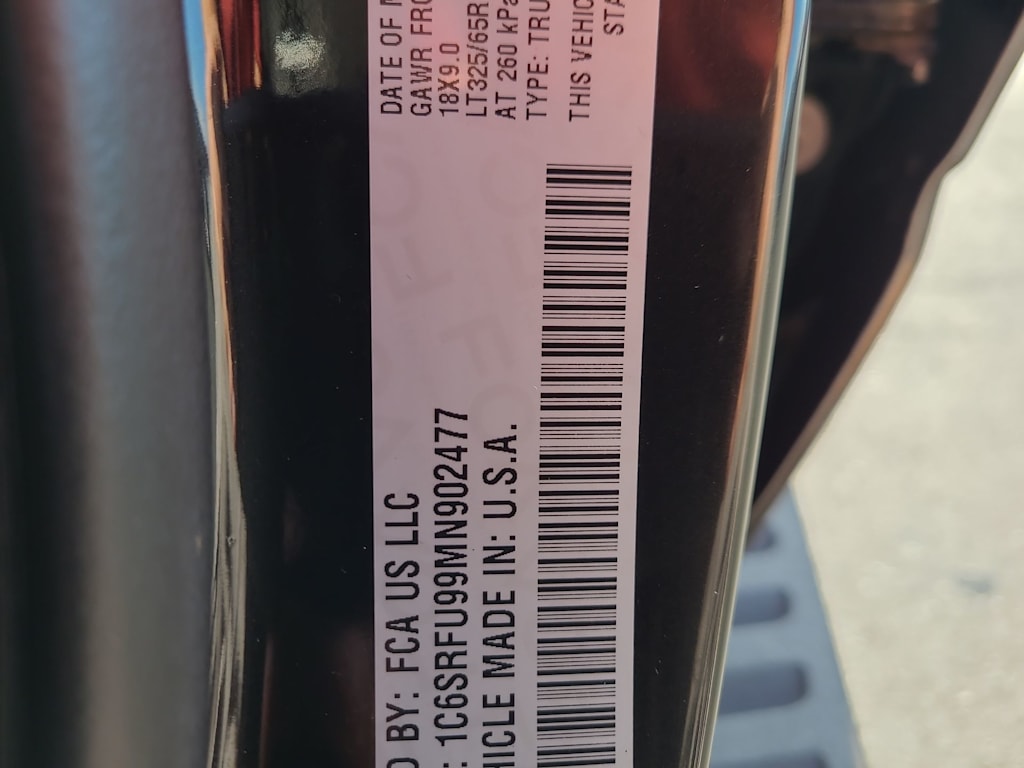 D BY: FCA US LLC
: 1C6SRFU99MN902477
HICLE MADE IN: U.S.A.
DATE OF M
GAWR FRO
18X9.0
LT325/65R
AT 260 kPa
TYPE: TRU
THIS VEHIC
STA